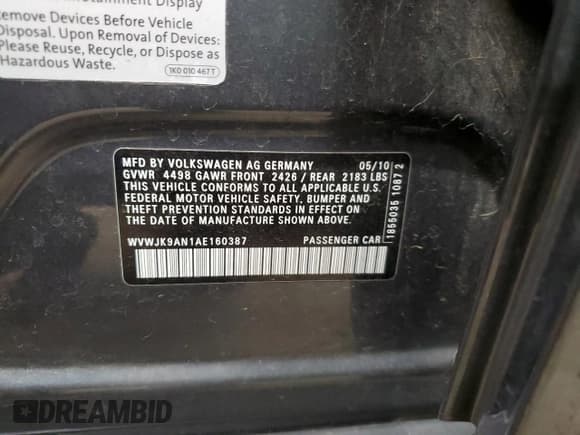 tainment Display
emove Devices Before Vehicle
Disposal. Upon Removal of Devices:
Please Reuse, Recycle, or Dispose as
Hazardous Waste.
1K0 010 467 T
MFD BY VOLKSWAGEN AG GERMANY 05/10
GVWR 4498 GAWR FRONT 2426 / REAR 2183 LBS
THIS VEHICLE CONFORMS TO ALL APPLICABLE U.S.
FEDERAL MOTOR VEHICLE SAFETY, BUMPER AND
THEFT PREVENTION STANDARDS IN EFFECT ON
THE DATE OF MANUFACTURE SHOWN ABOVE.
WVWJK9AN1AE160387 PASSENGER CAR
1855035 1087 2
DREAMBID